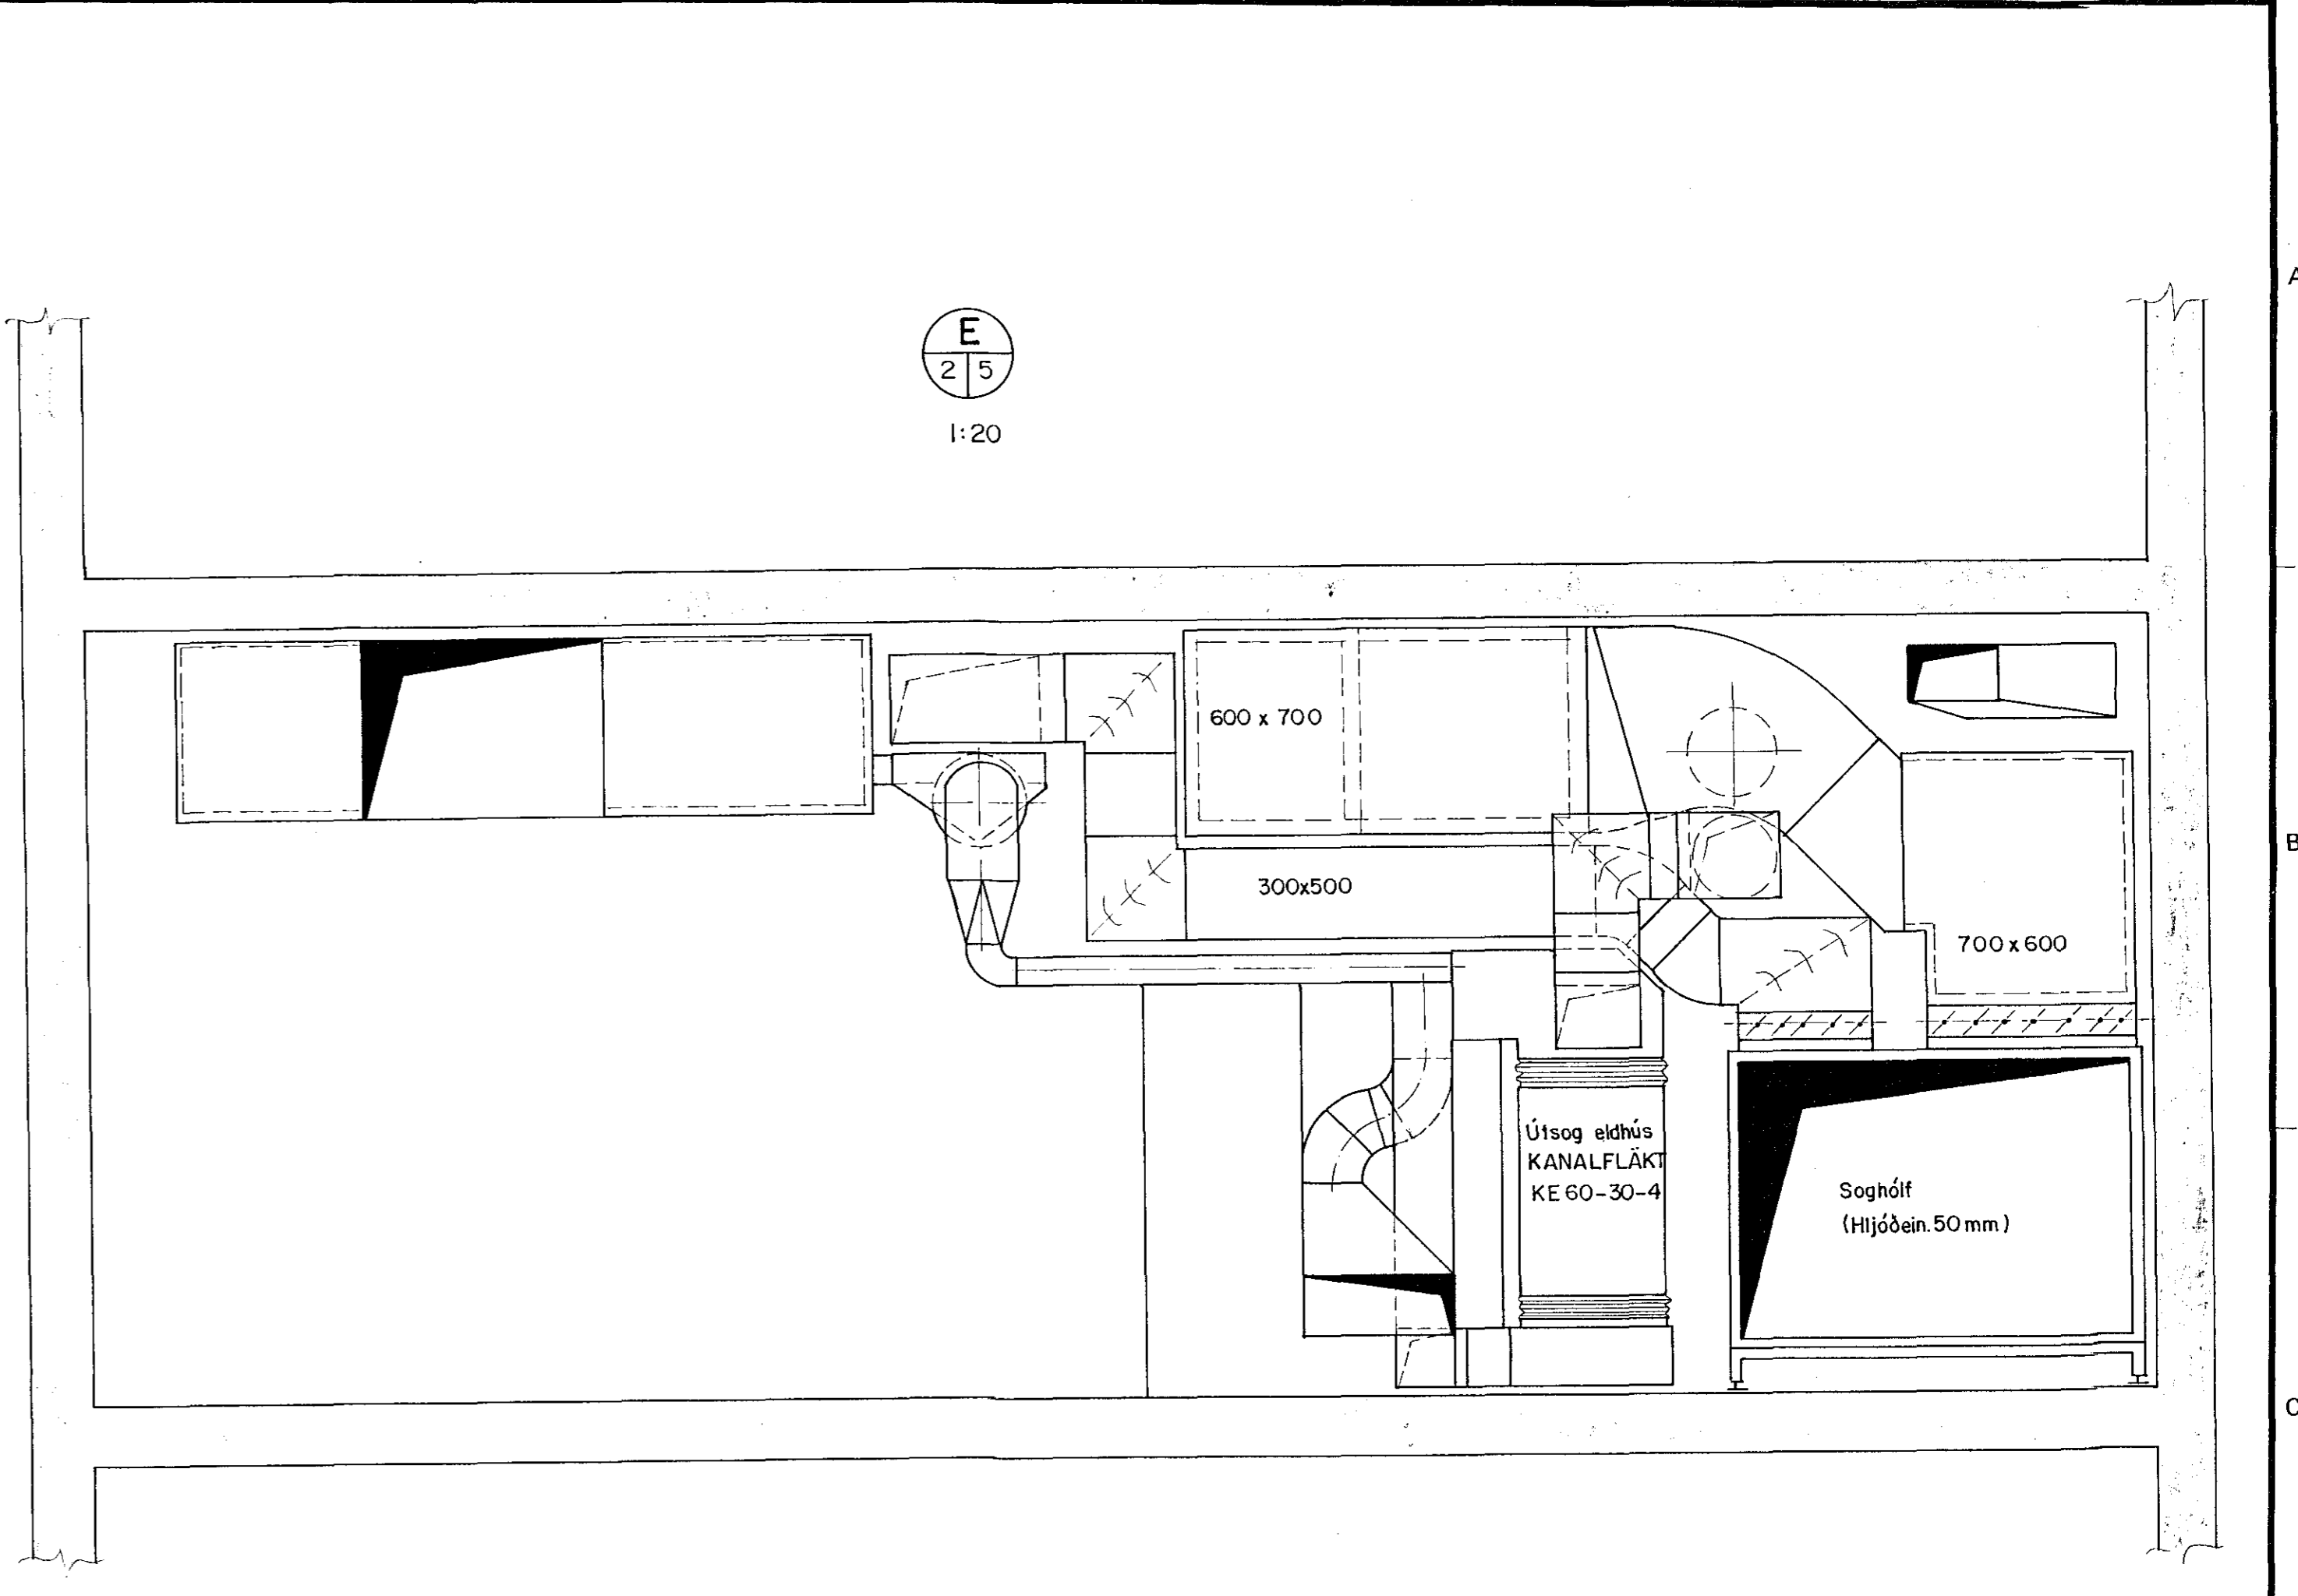 A
E
2 5
1:20
600 x 700
B
300x500
700 x 600
Útsog eldhús
KANALFLÄKT
KE 60-30-4
Soghólf
(Hljóðein. 50 mm)
C